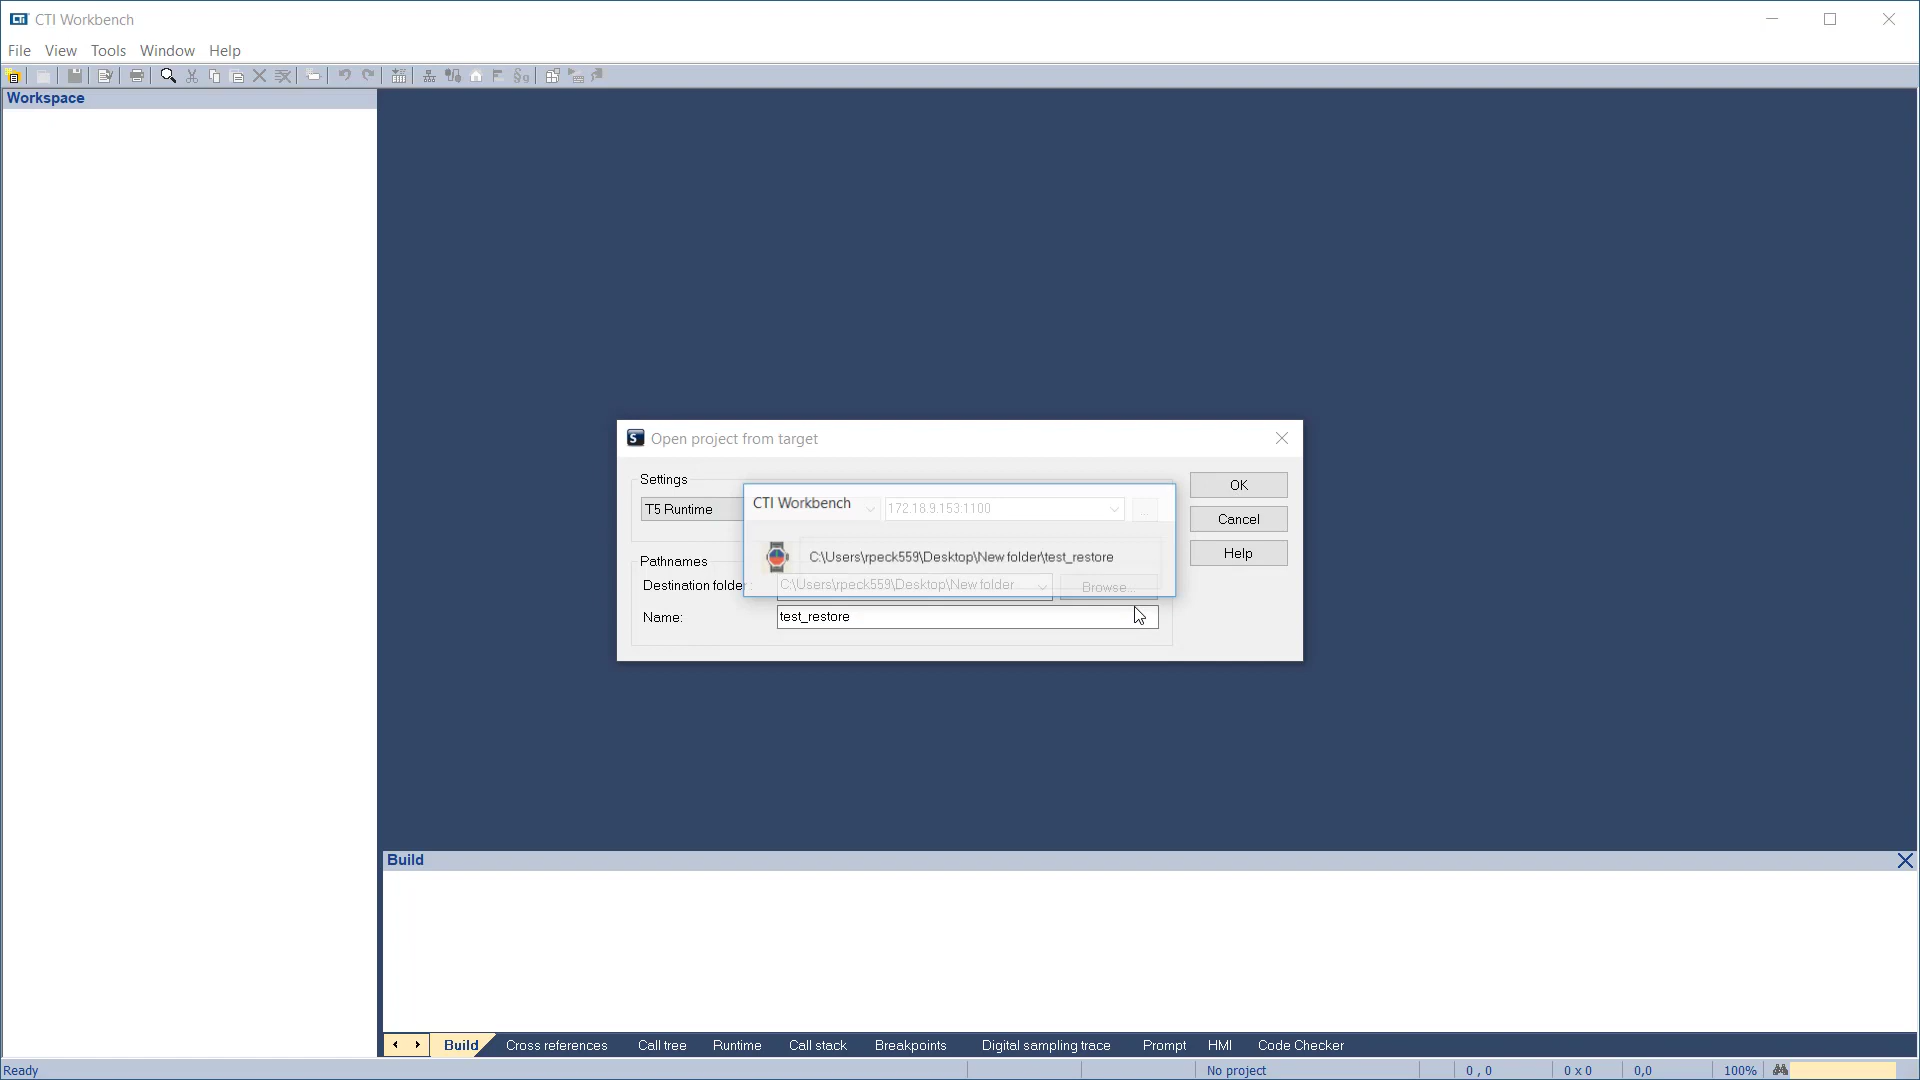 CTI Workbench
File View Tools Window Help
Workspace
Open project from target
Settings
T5 Runtime
CTI Workbench
172.18.9.153:1100
...
OK
Cancel
Help
C:\Users\rpeck559\Desktop\New folder\test_restore
Pathnames
Destination folder:
C:\Users\rpeck559\Desktop\New folder
Browse...
Name:
test_restore
Build
Build Cross references Call tree Runtime Call stack Breakpoints Digital sampling trace Prompt HMI Code Checker
Ready No project 0 , 0 0 x 0 0,0 100%